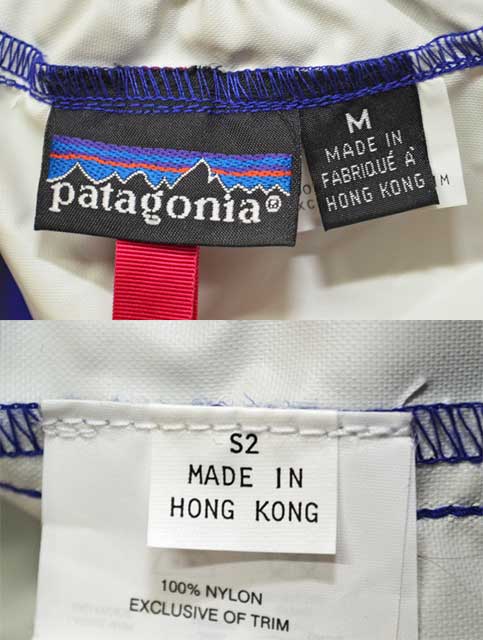 patagonia®
M
MADE IN
FABRIQUÉ À
HONG KONG
S2
MADE IN
HONG KONG
100% NYLON
EXCLUSIVE OF TRIM